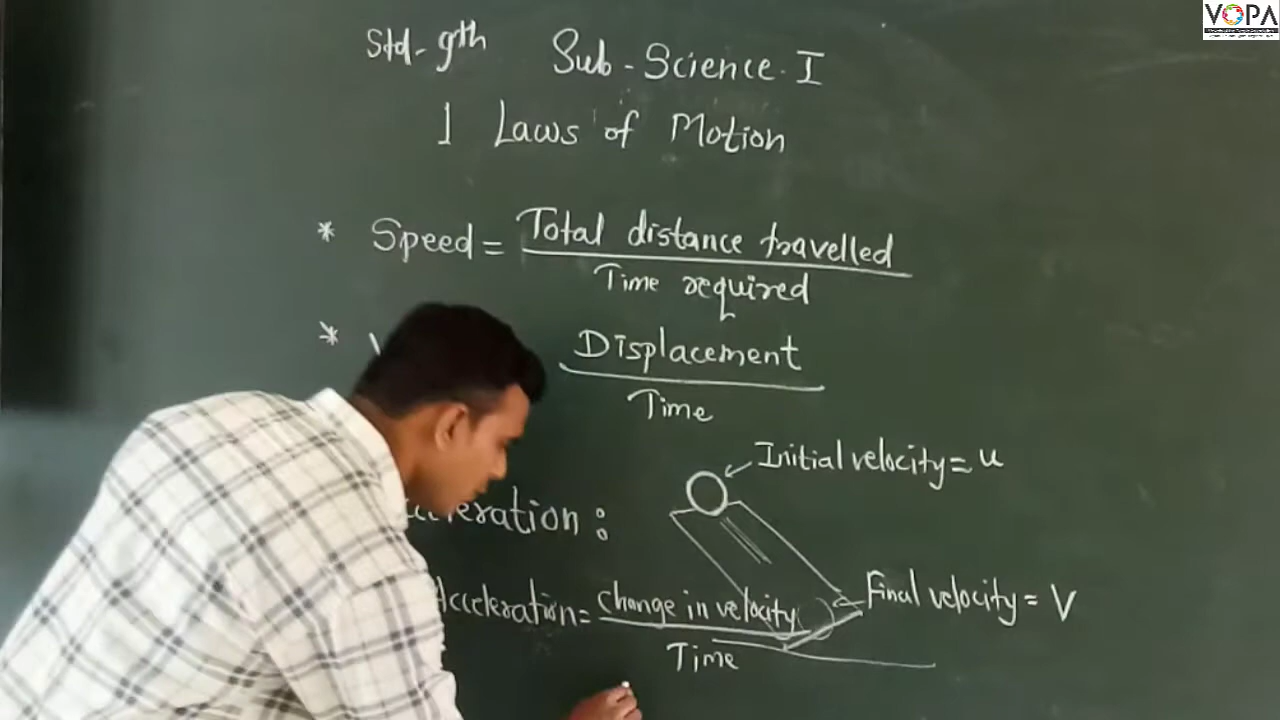 VOPA
Std - 9th Sub - Science - I
1 Laws of Motion
* Speed = Total distance travelled
Time required
* Displacement
Time
Initial velocity = u
leration :
Acceleration = change in velocity
Final velocity = V
Time